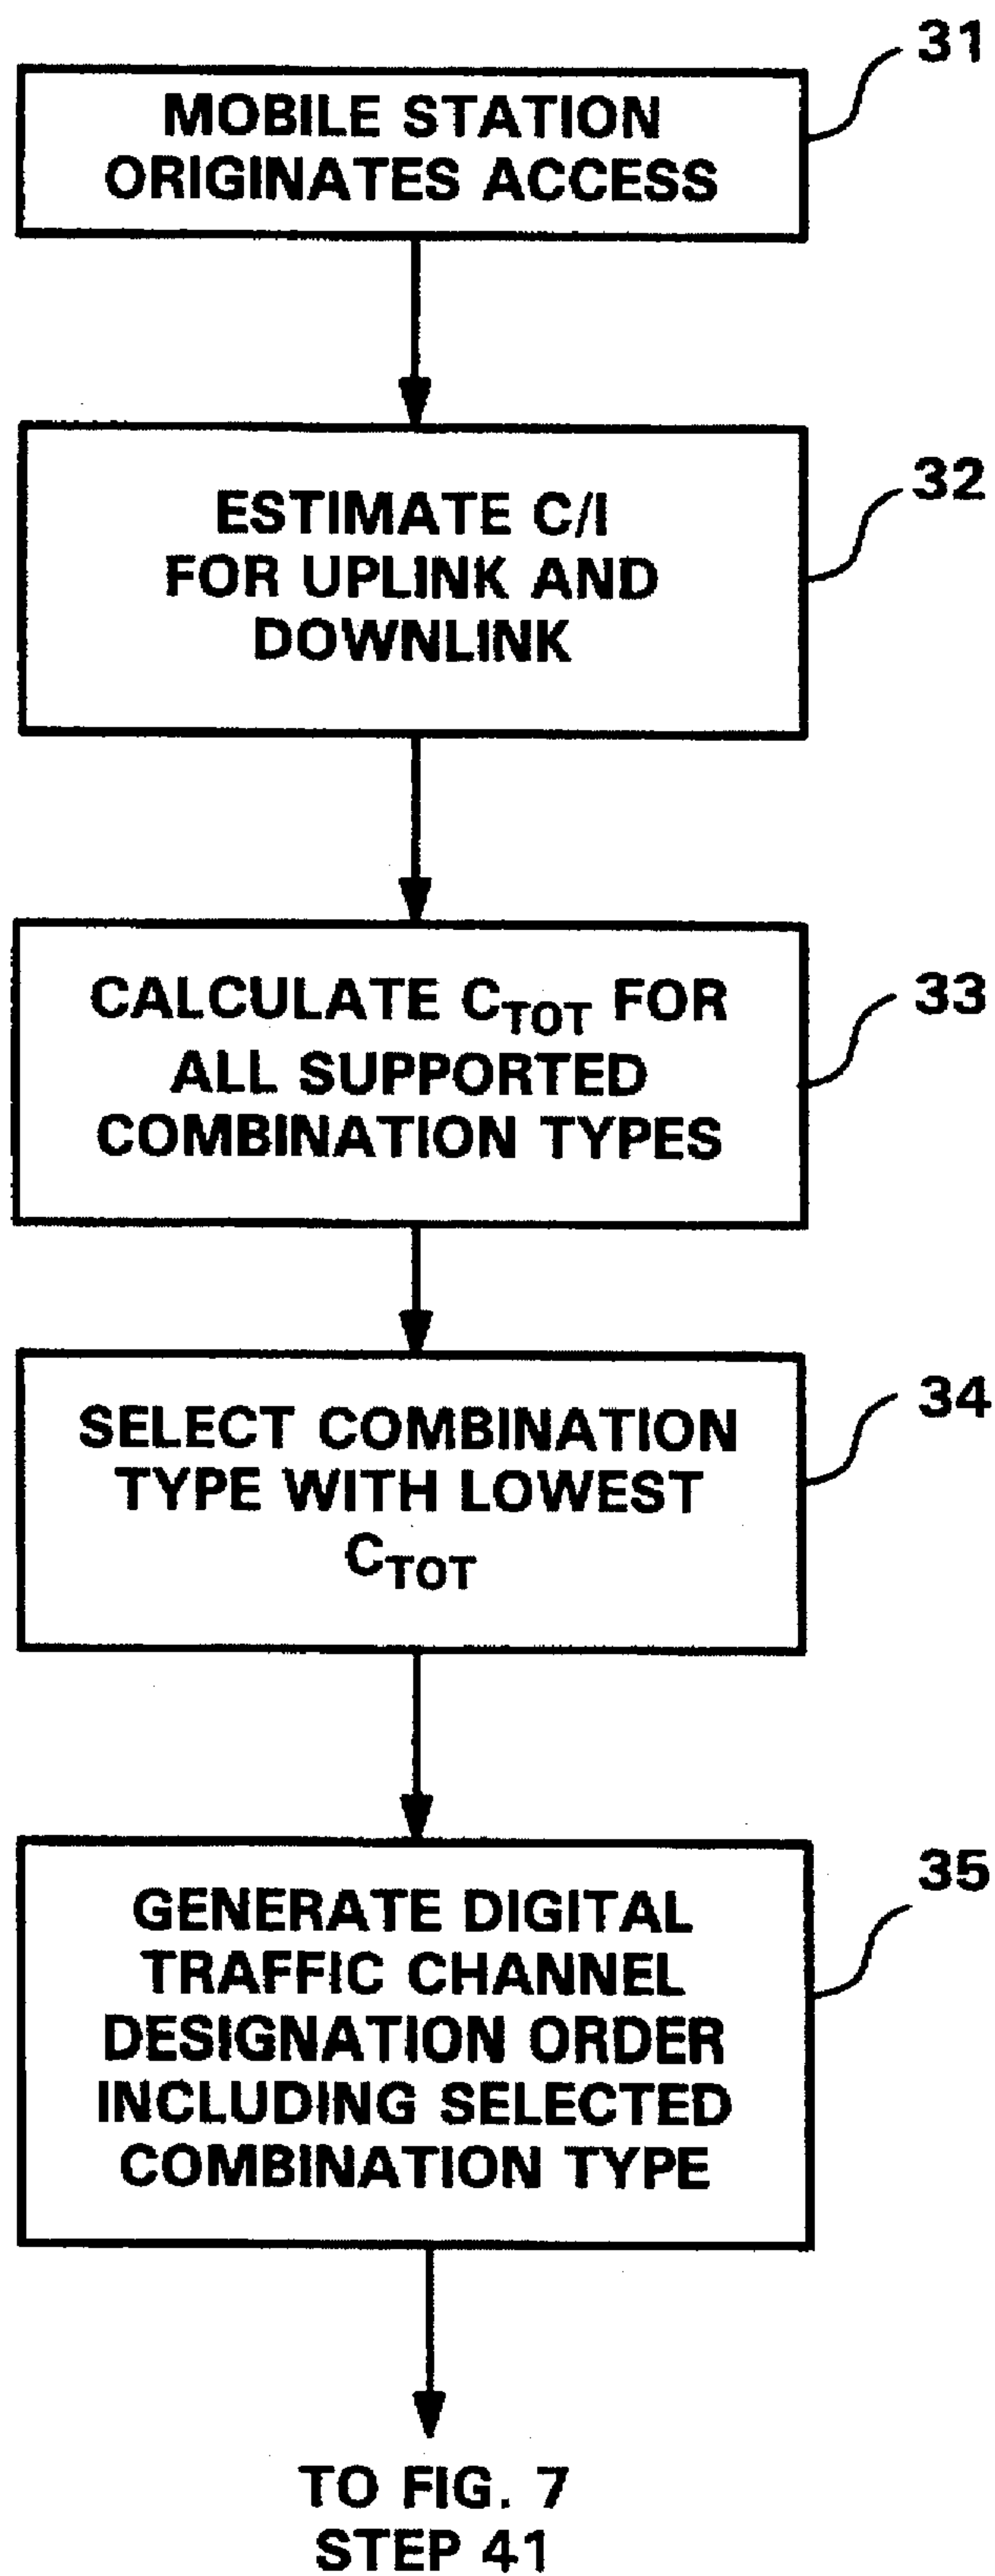 31
MOBILE STATION
ORIGINATES ACCESS
32
ESTIMATE C/I
FOR UPLINK AND
DOWNLINK
33
CALCULATE C_TOT FOR
ALL SUPPORTED
COMBINATION TYPES
34
SELECT COMBINATION
TYPE WITH LOWEST
C_TOT
35
GENERATE DIGITAL
TRAFFIC CHANNEL
DESIGNATION ORDER
INCLUDING SELECTED
COMBINATION TYPE
TO FIG. 7
STEP 41